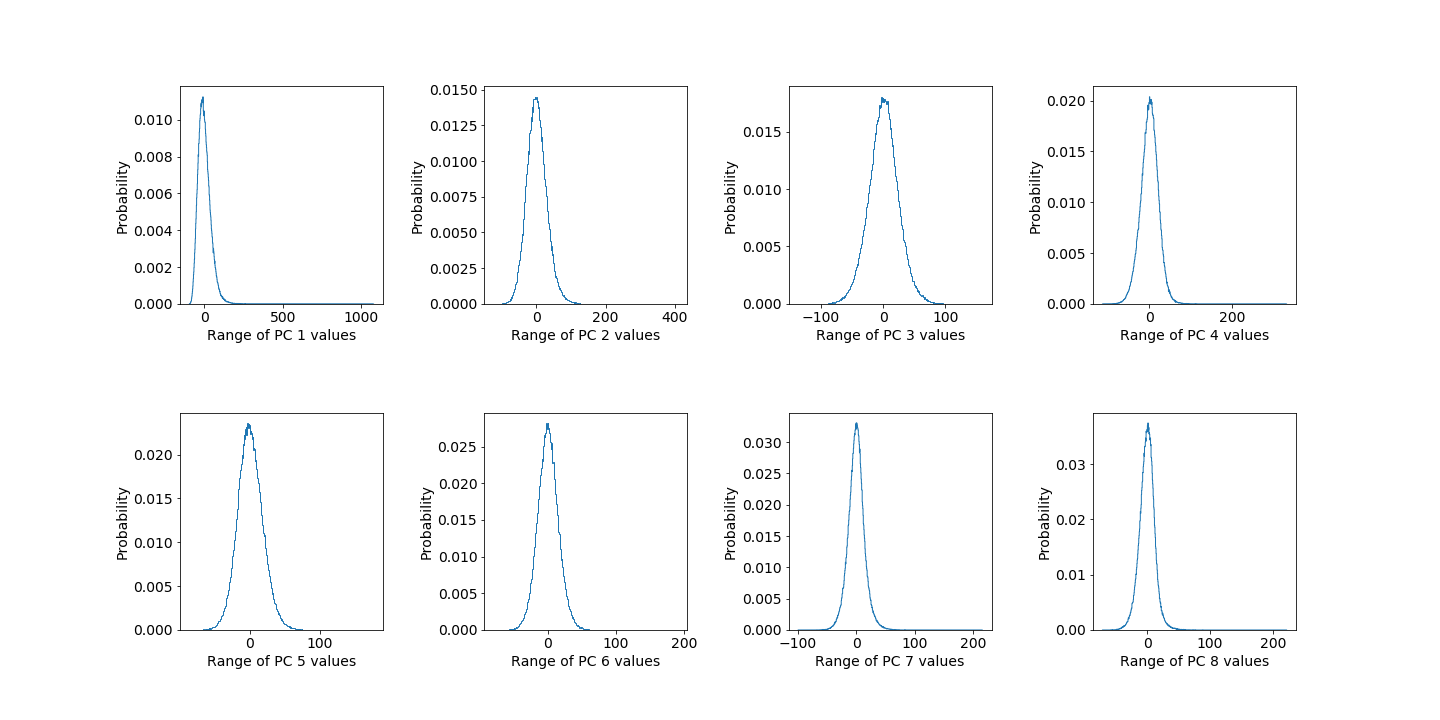 0.010
0.008
0.006
0.004
0.002
0.000
Probability
0 500 1000
Range of PC 1 values
0.0150
0.0125
0.0100
0.0075
0.0050
0.0025
0.0000
Probability
0 200 400
Range of PC 2 values
0.015
0.010
0.005
0.000
Probability
−100 0 100
Range of PC 3 values
0.020
0.015
0.010
0.005
0.000
Probability
0 200
Range of PC 4 values
0.020
0.015
0.010
0.005
0.000
Probability
0 100
Range of PC 5 values
0.025
0.020
0.015
0.010
0.005
0.000
Probability
0 100 200
Range of PC 6 values
0.030
0.025
0.020
0.015
0.010
0.005
0.000
Probability
−100 0 100 200
Range of PC 7 values
0.03
0.02
0.01
0.00
Probability
0 100 200
Range of PC 8 values